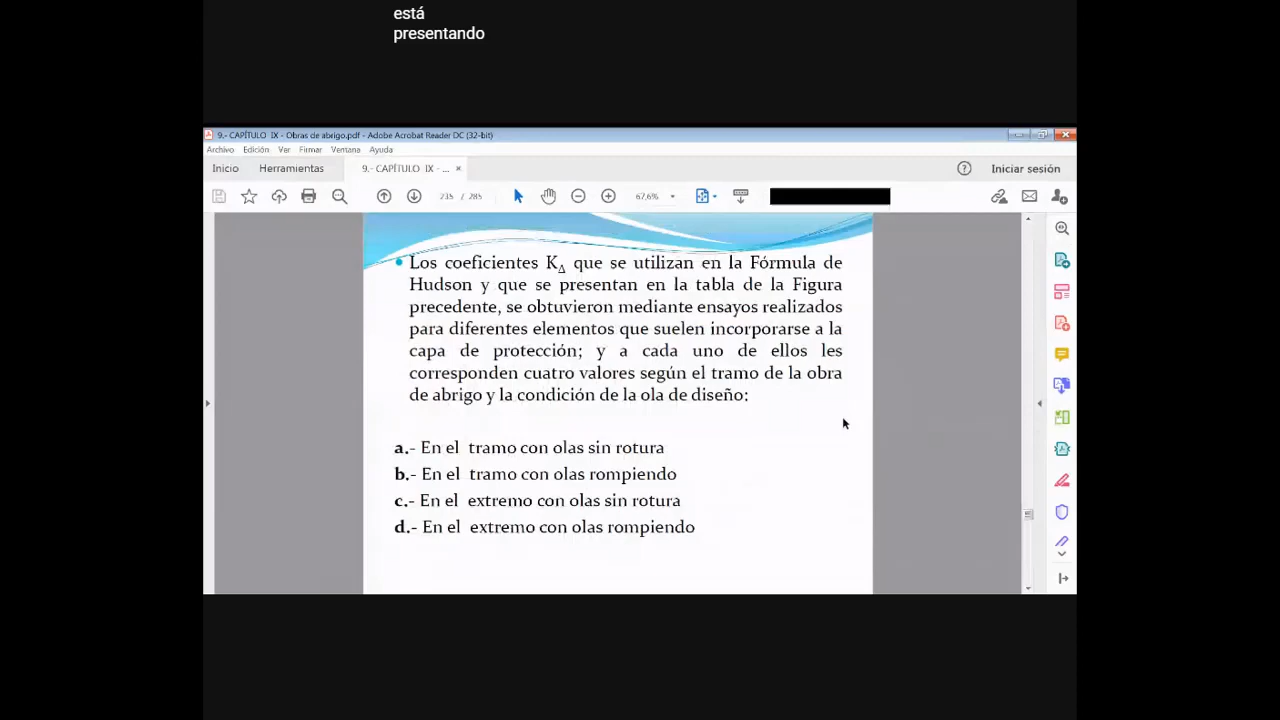 está
presentando
9.- CAPÍTULO IX - Obras de abrigo.pdf - Adobe Acrobat Reader DC (32-bit)
Archivo Edición Ver Firmar Ventana Ayuda
Inicio Herramientas 9.- CAPÍTULO IX - ... × Iniciar sesión
235 / 285 67,6%
• Los coeficientes K∆ que se utilizan en la Fórmula de
Hudson y que se presentan en la tabla de la Figura
precedente, se obtuvieron mediante ensayos realizados
para diferentes elementos que suelen incorporarse a la
capa de protección; y a cada uno de ellos les
corresponden cuatro valores según el tramo de la obra
de abrigo y la condición de la ola de diseño:
a.- En el tramo con olas sin rotura
b.- En el tramo con olas rompiendo
c.- En el extremo con olas sin rotura
d.- En el extremo con olas rompiendo